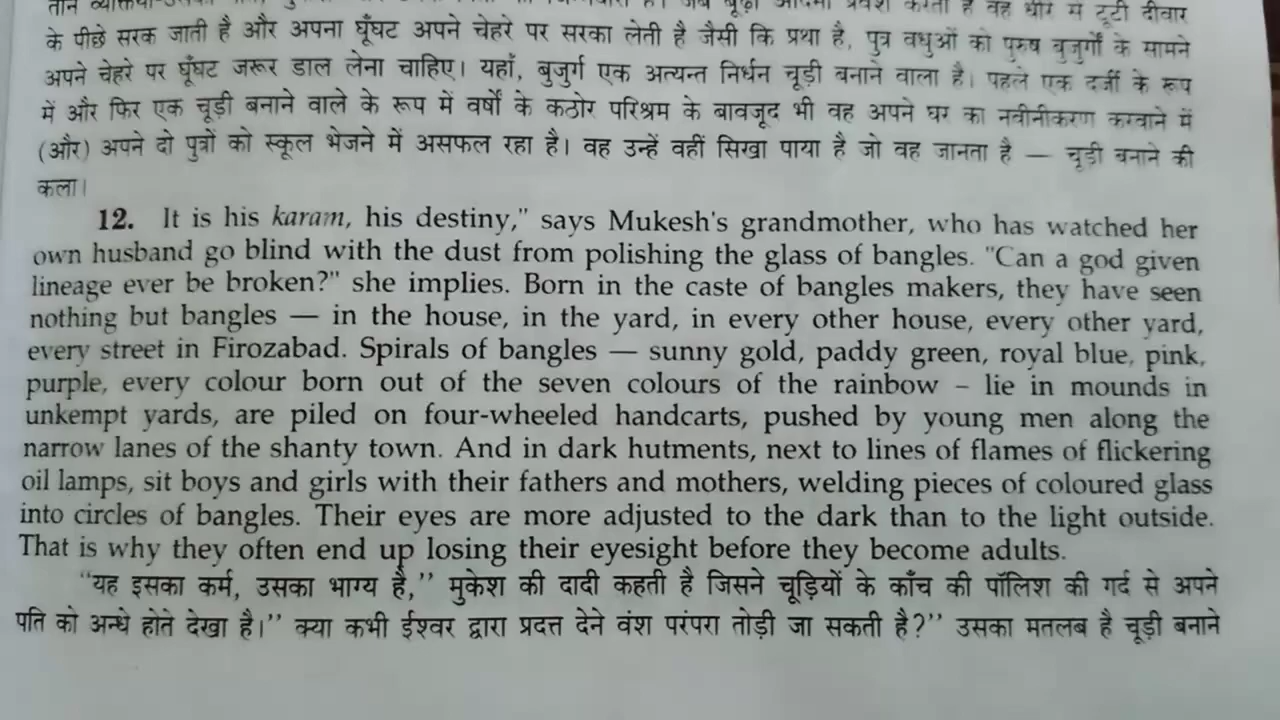 के पीछे सरक जाती है और अपना घूँघट अपने चेहरे पर सरका लेती है जैसी कि प्रथा है, पुत्र वधुओं को पुरुष बुजुर्गों के सामने
अपने चेहरे पर घूँघट जरूर डाल लेना चाहिए। यहाँ, बुजुर्ग एक अत्यन्त निर्धन चूड़ी बनाने वाला है। पहले एक दर्जी के रूप
में और फिर एक चूड़ी बनाने वाले के रूप में वर्षों के कठोर परिश्रम के बावजूद भी वह अपने घर का नवीनीकरण करवाने में
(और) अपने दो पुत्रों को स्कूल भेजने में असफल रहा है। वह उन्हें वहीं सिखा पाया है जो वह जानता है — चूड़ी बनाने की
कला।
12. It is his karam, his destiny," says Mukesh's grandmother, who has watched her
own husband go blind with the dust from polishing the glass of bangles. "Can a god given
lineage ever be broken?" she implies. Born in the caste of bangles makers, they have seen
nothing but bangles — in the house, in the yard, in every other house, every other yard,
every street in Firozabad. Spirals of bangles — sunny gold, paddy green, royal blue, pink,
purple, every colour born out of the seven colours of the rainbow – lie in mounds in
unkempt yards, are piled on four-wheeled handcarts, pushed by young men along the
narrow lanes of the shanty town. And in dark hutments, next to lines of flames of flickering
oil lamps, sit boys and girls with their fathers and mothers, welding pieces of coloured glass
into circles of bangles. Their eyes are more adjusted to the dark than to the light outside.
That is why they often end up losing their eyesight before they become adults.
"यह इसका कर्म, उसका भाग्य है,'' मुकेश की दादी कहती है जिसने चूड़ियों के काँच की पॉलिश की गर्द से अपने
पति को अन्धे होते देखा है।'' क्या कभी ईश्वर द्वारा प्रदत्त देने वंश परंपरा तोड़ी जा सकती है?'' उसका मतलब है चूड़ी बनाने